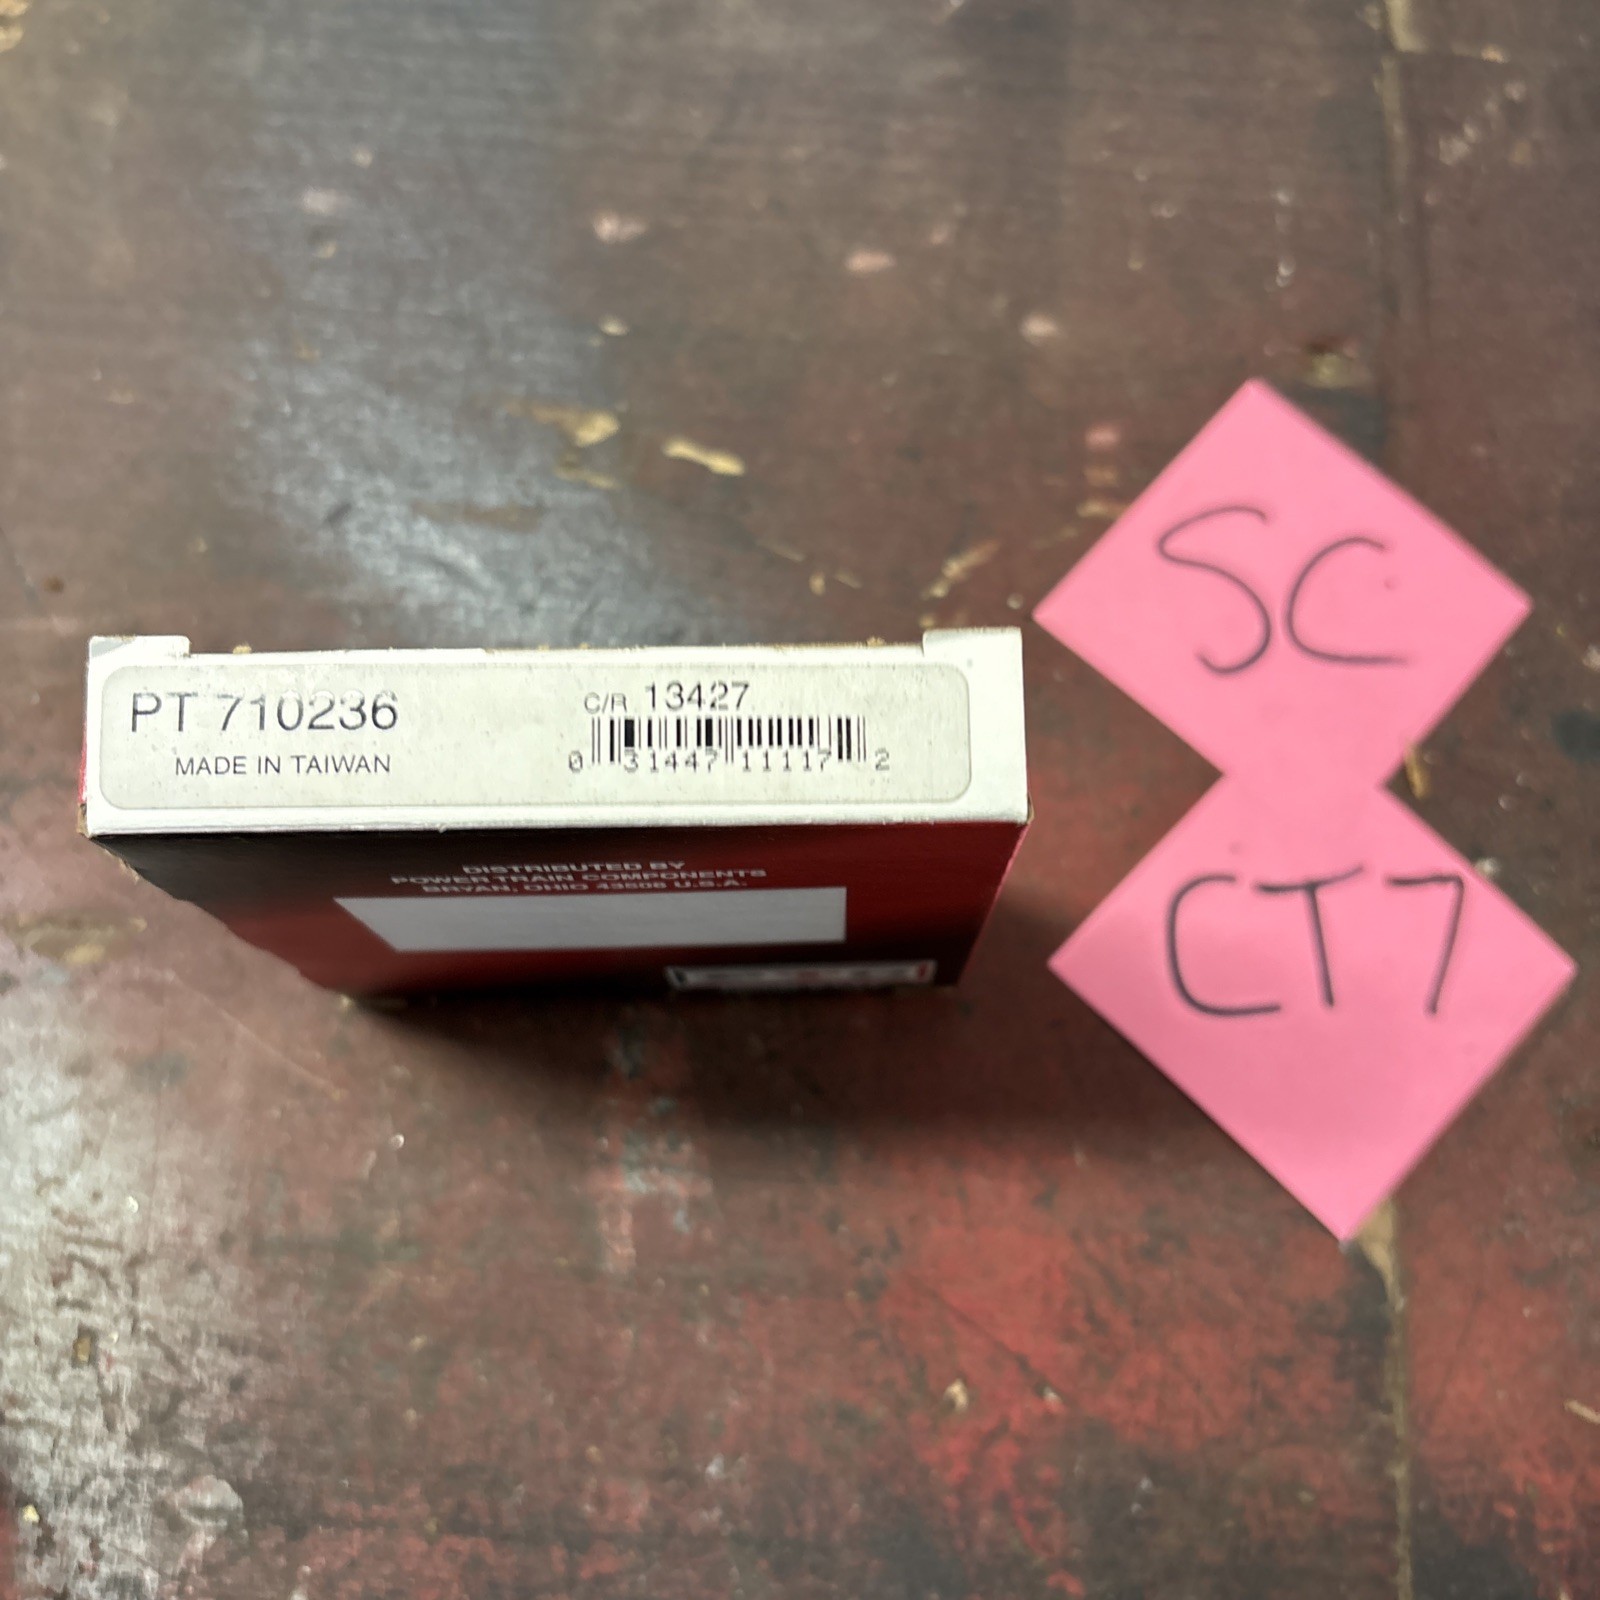 PT 710236
MADE IN TAIWAN
C/R 13427
0 31447 11117 2
DISTRIBUTED BY
POWER TRAIN COMPONENTS
BRYAN, OHIO 43506 U.S.A.
SC
CT7